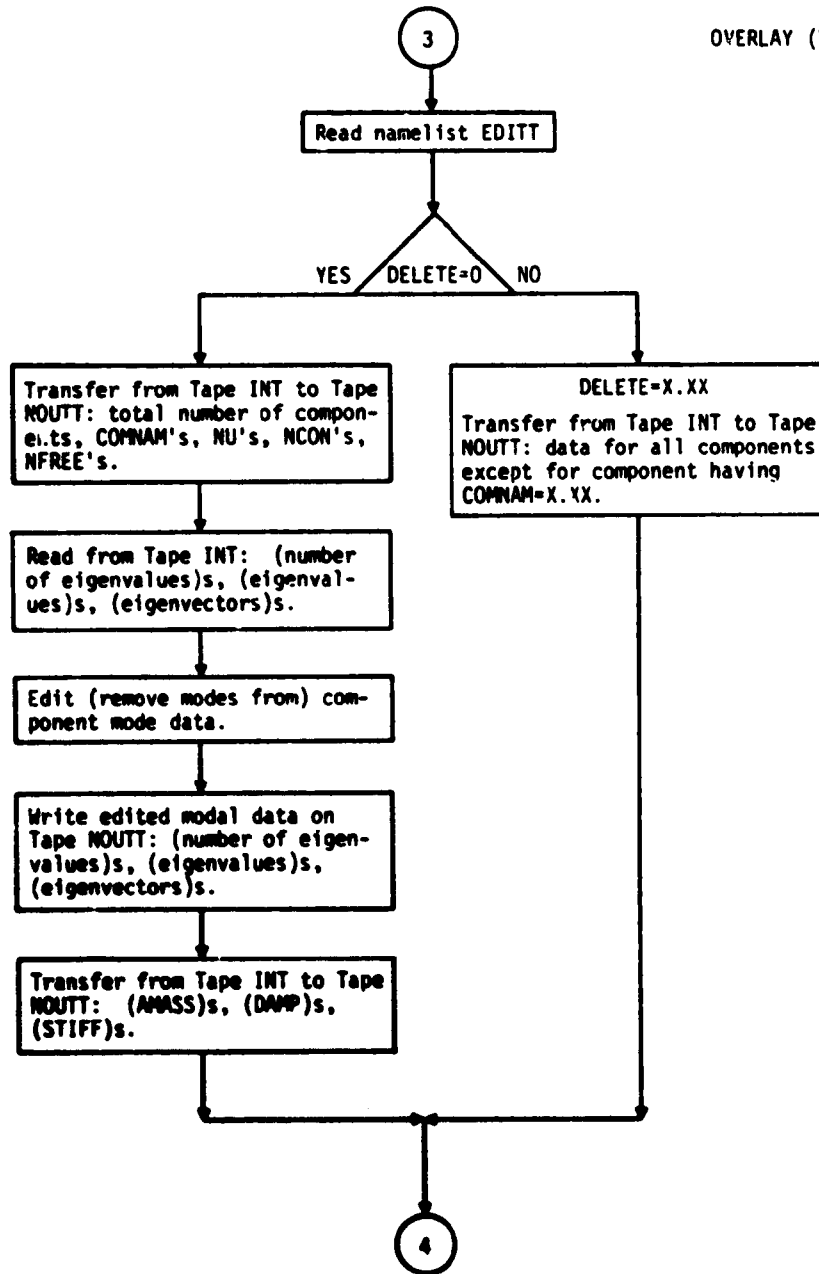 3
OVERLAY (
Read namelist EDITT
YES
DELETE=0
NO
Transfer from Tape INT to Tape
NOUTT: total number of compon-
ents, COMNAM's, NU's, NCON's,
NFREE's.
DELETE=X.XX
Transfer from Tape INT to Tape
NOUTT: data for all components
except for component having
COMNAM=X.XX.
Read from Tape INT: (number
of eigenvalues)s, (eigenval-
ues)s, (eigenvectors)s.
Edit (remove modes from) com-
ponent mode data.
Write edited modal data on
Tape NOUTT: (number of eigen-
values)s, (eigenvalues)s,
(eigenvectors)s.
Transfer from Tape INT to Tape
NOUTT: (AMASS)s, (DAMP)s,
(STIFF)s.
4